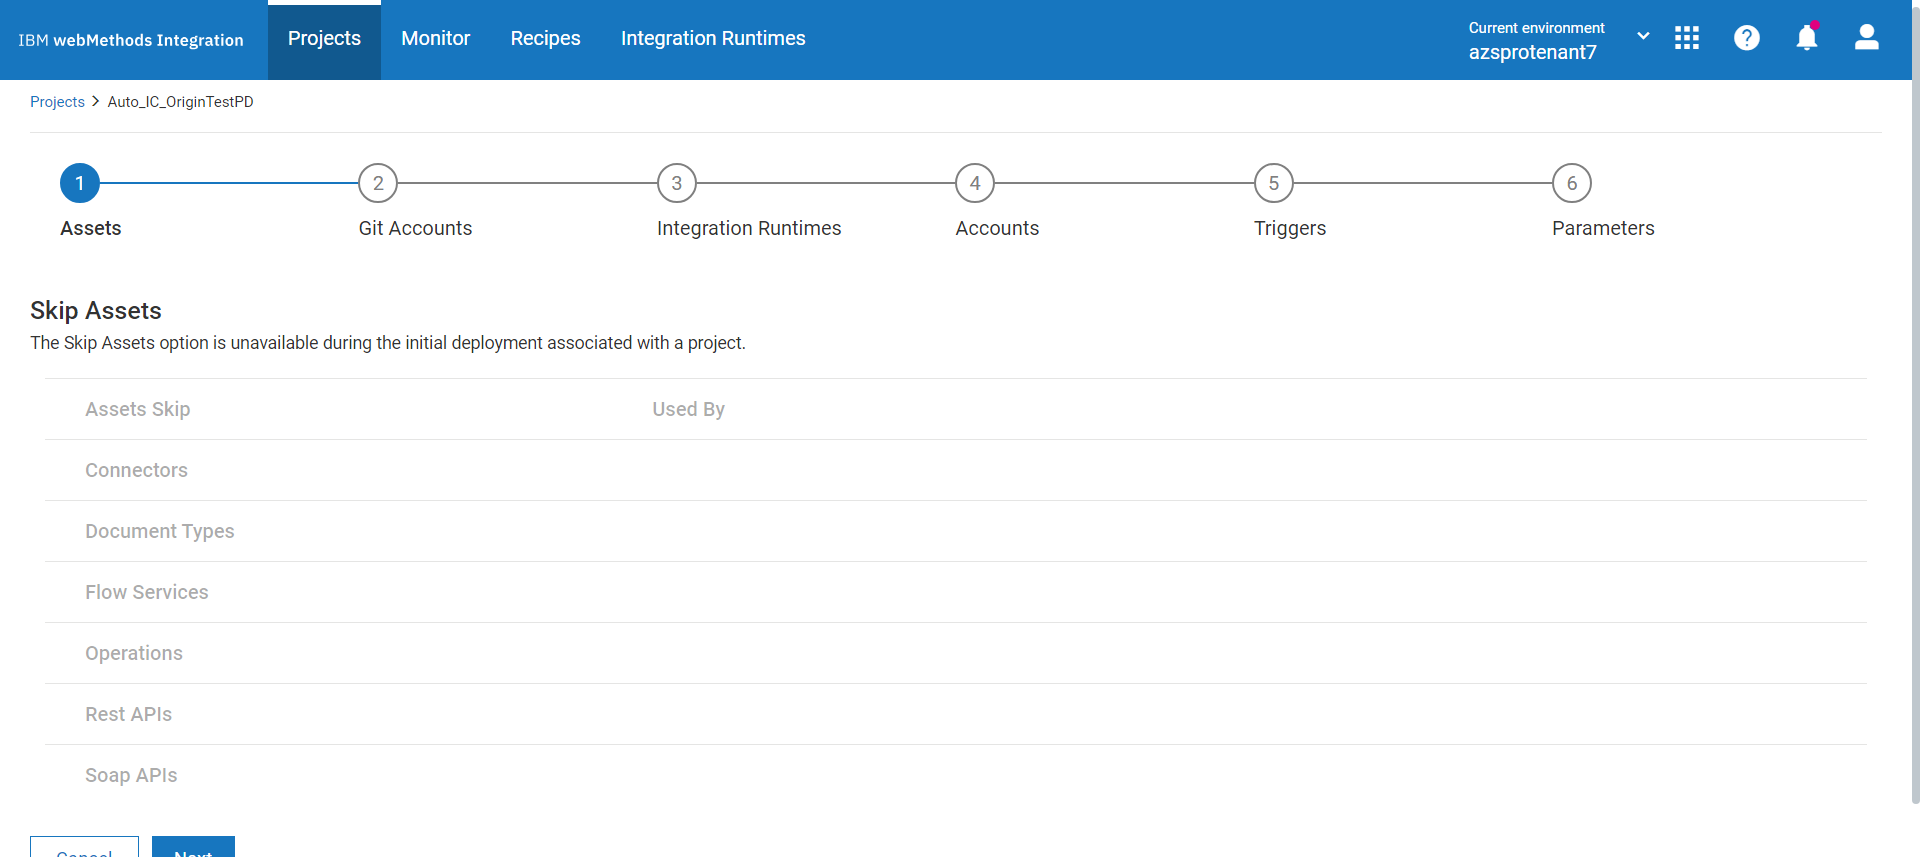 IBM webMethods Integration
Projects
Monitor
Recipes
Integration Runtimes
Current environment
azsprotenant7
?
Projects > Auto_IC_OriginTestPD
1
2
3
4
5
6
Assets
Git Accounts
Integration Runtimes
Accounts
Triggers
Parameters
Skip Assets
The Skip Assets option is unavailable during the initial deployment associated with a project.
Assets Skip
Used By
Connectors
Document Types
Flow Services
Operations
Rest APIs
Soap APIs
Cancel
Next